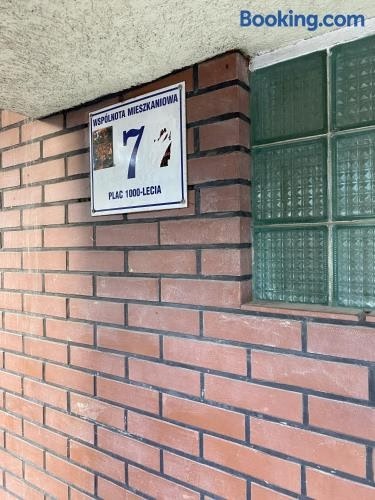 Booking.com
WSPÓLNOTA MIESZKANIOWA
7
PLAC 1000-LECIA